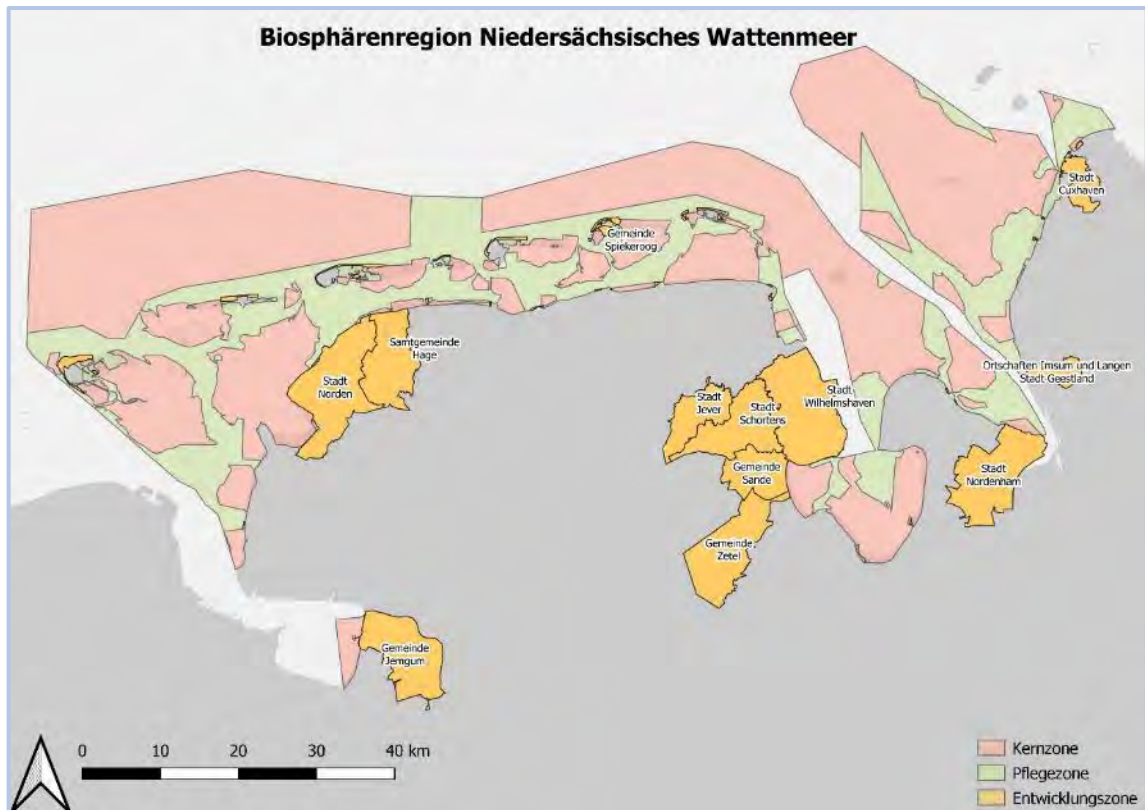 Biosphärenregion Niedersächsisches Wattenmeer
Stadt
Cuxhaven
Gemeinde
Spiekeroog
Samtgemeinde
Hage
Stadt
Norden
Ortschaften Imsum und Langen
Stadt Geestland
Stadt
Wilhelmshaven
Stadt
Jever
Stadt
Schortens
Gemeinde
Sande
Stadt
Nordenham
Gemeinde
Zetel
Gemeinde
Jemgum
0 10 20 30 40 km
Kernzone
Pflegezone
Entwicklungszone